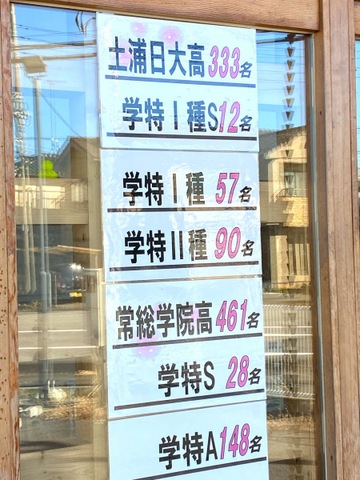 土浦日大高333名
学特Ⅰ種S12名
学特Ⅰ種 57名
学特Ⅱ種 90名
常総学院高461名
学特S 28名
学特A148名